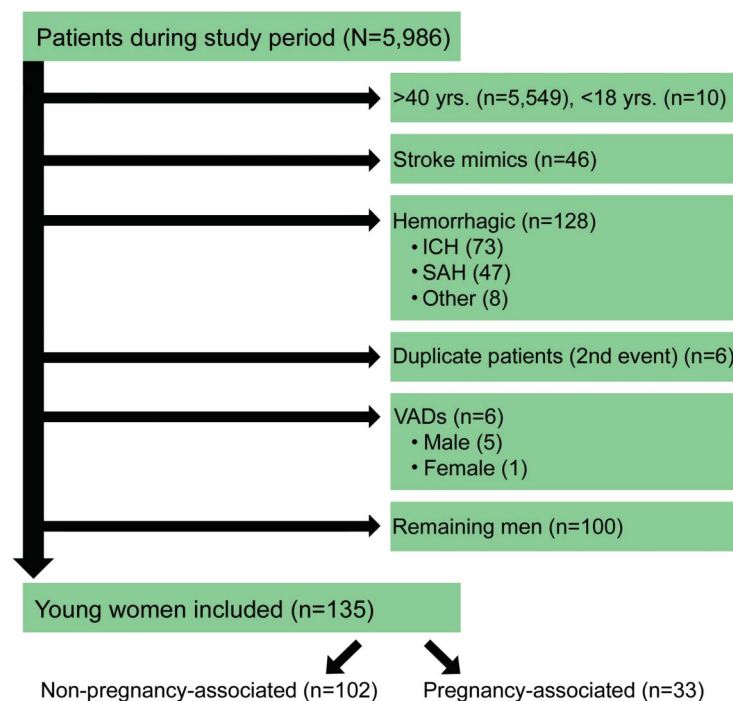 Patients during study period (N=5,986)
>40 yrs. (n=5,549), <18 yrs. (n=10)
Stroke mimics (n=46)
Hemorrhagic (n=128)
• ICH (73)
• SAH (47)
• Other (8)
Duplicate patients (2nd event) (n=6)
VADs (n=6)
• Male (5)
• Female (1)
Remaining men (n=100)
Young women included (n=135)
Non-pregnancy-associated (n=102)
Pregnancy-associated (n=33)